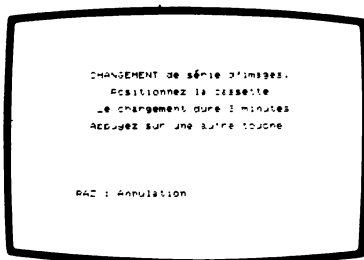 CHANGEMENT de série d'images.
Positionnez la cassette
Le changement dure 3 minutes
Appuyez sur une autre touche
RAZ : Annulation